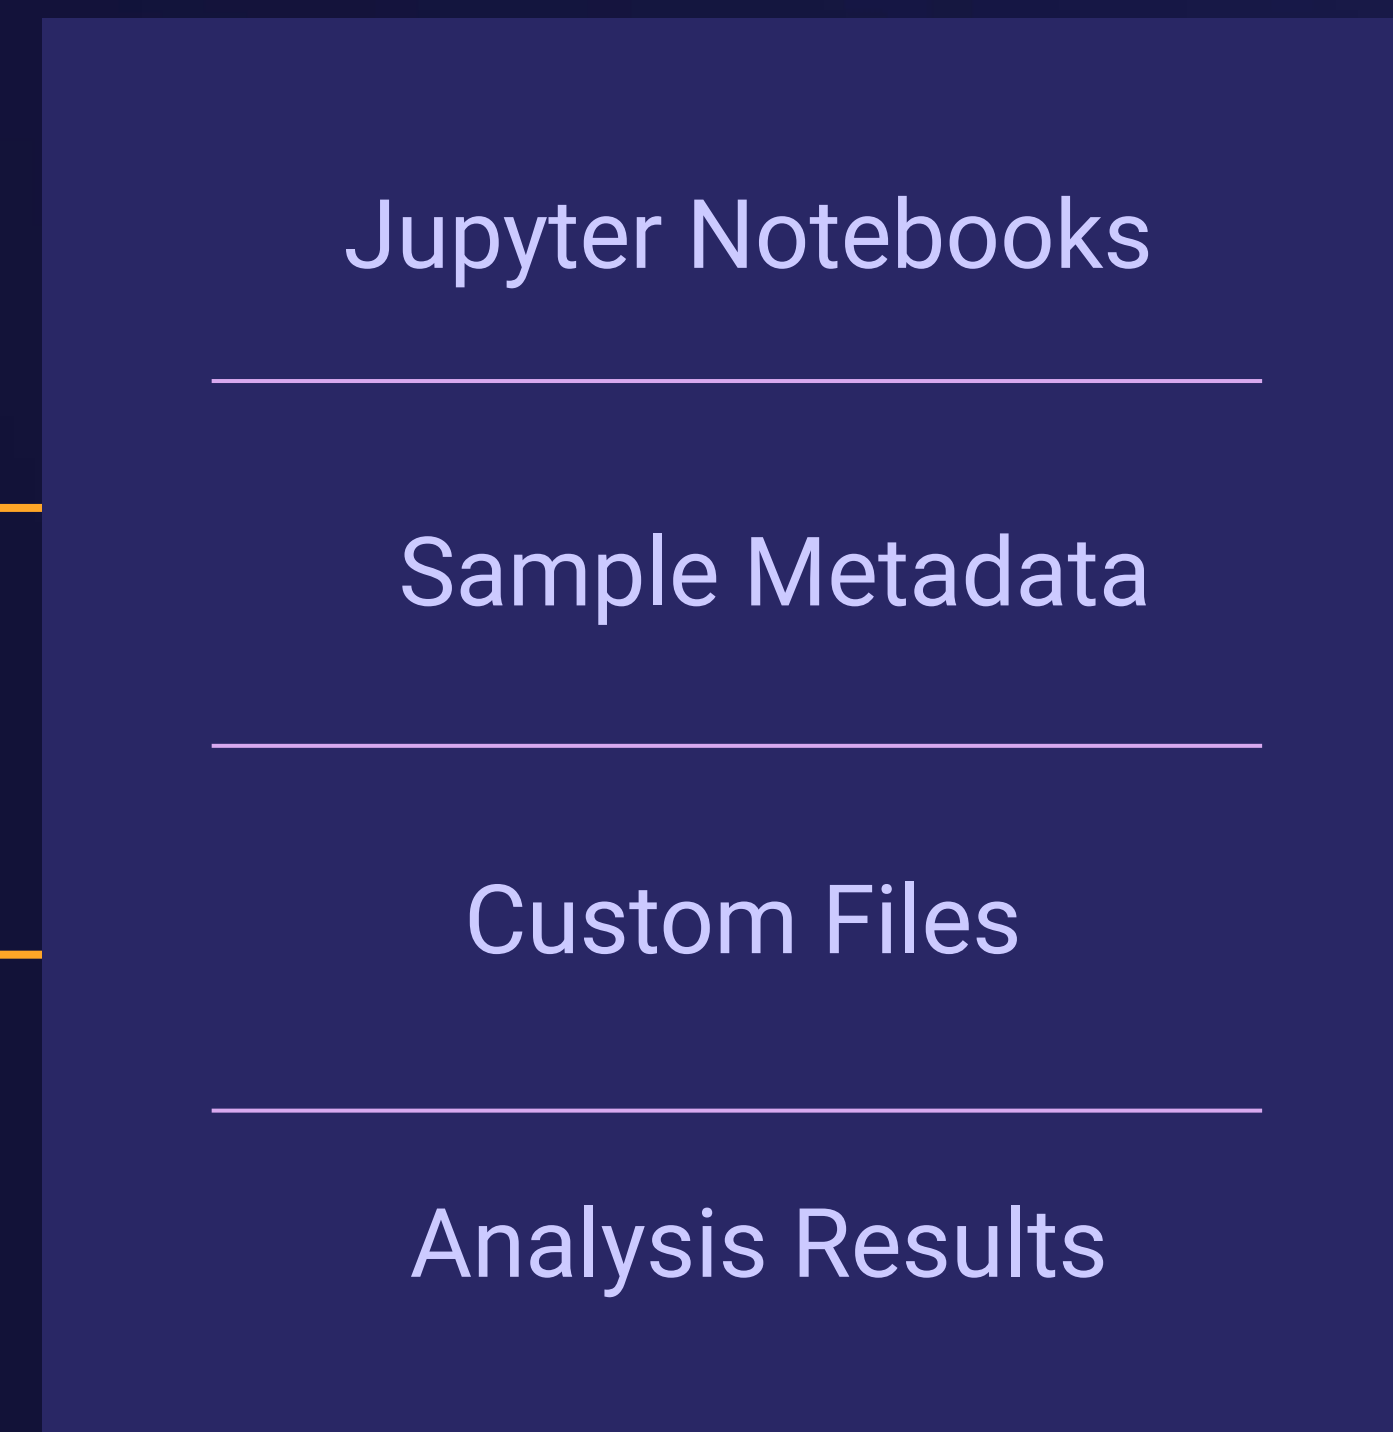 Jupyter Notebooks
Sample Metadata
Custom Files
Analysis Results